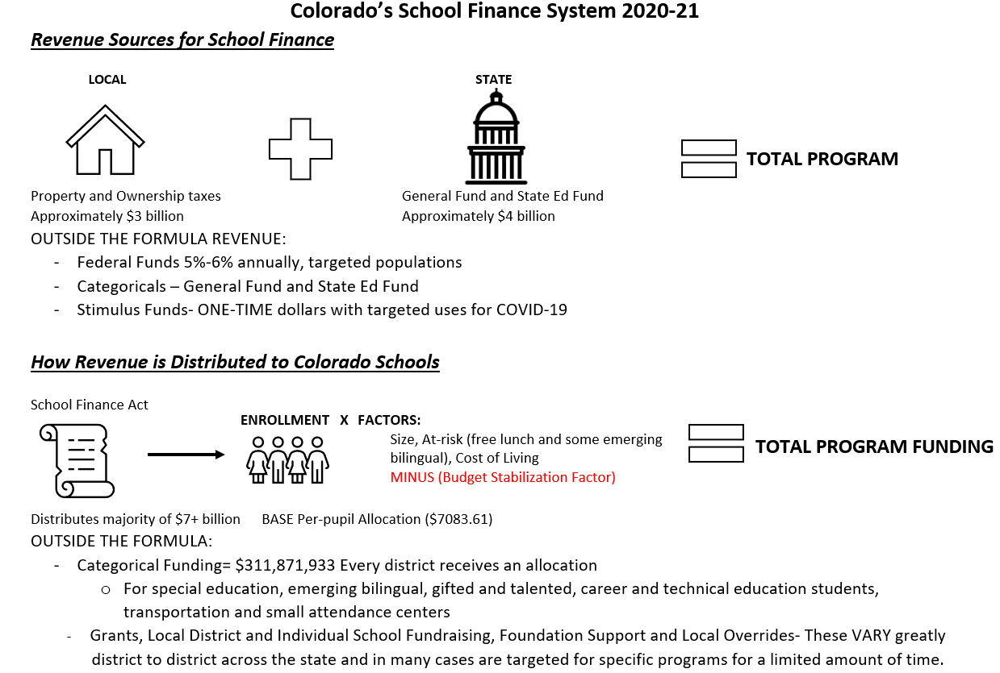 Colorado’s School Finance System 2020-21
Revenue Sources for School Finance
LOCAL
STATE
TOTAL PROGRAM
Property and Ownership taxes
Approximately $3 billion
General Fund and State Ed Fund
Approximately $4 billion
OUTSIDE THE FORMULA REVENUE:
- Federal Funds 5%-6% annually, targeted populations
- Categoricals – General Fund and State Ed Fund
- Stimulus Funds- ONE-TIME dollars with targeted uses for COVID-19
How Revenue is Distributed to Colorado Schools
School Finance Act
ENROLLMENT X FACTORS:
Size, At-risk (free lunch and some emerging
bilingual), Cost of Living
MINUS (Budget Stabilization Factor)
TOTAL PROGRAM FUNDING
Distributes majority of $7+ billion
BASE Per-pupil Allocation ($7083.61)
OUTSIDE THE FORMULA:
- Categorical Funding= $311,871,933 Every district receives an allocation
o For special education, emerging bilingual, gifted and talented, career and technical education students,
transportation and small attendance centers
- Grants, Local District and Individual School Fundraising, Foundation Support and Local Overrides- These VARY greatly
district to district across the state and in many cases are targeted for specific programs for a limited amount of time.